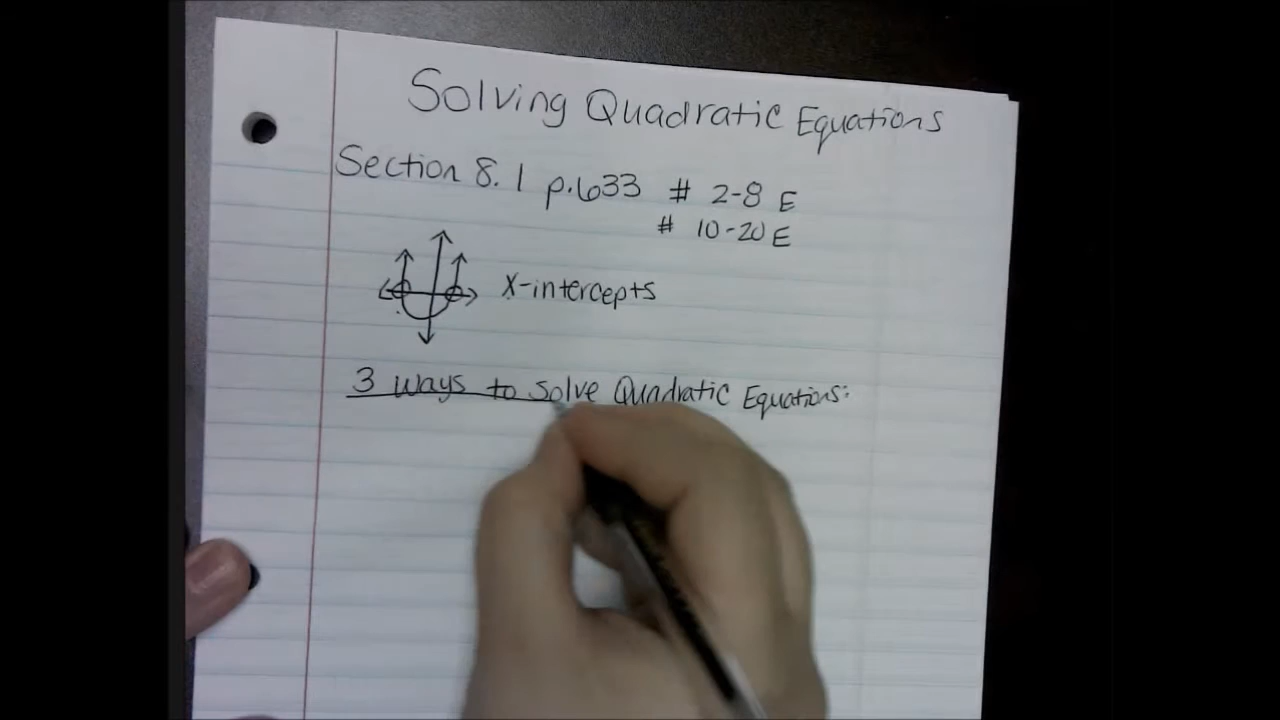 Solving Quadratic Equations
Section 8.1 p.633 # 2-8 E
# 10-20 E
X-intercepts
3 ways to solve Quadratic Equations: